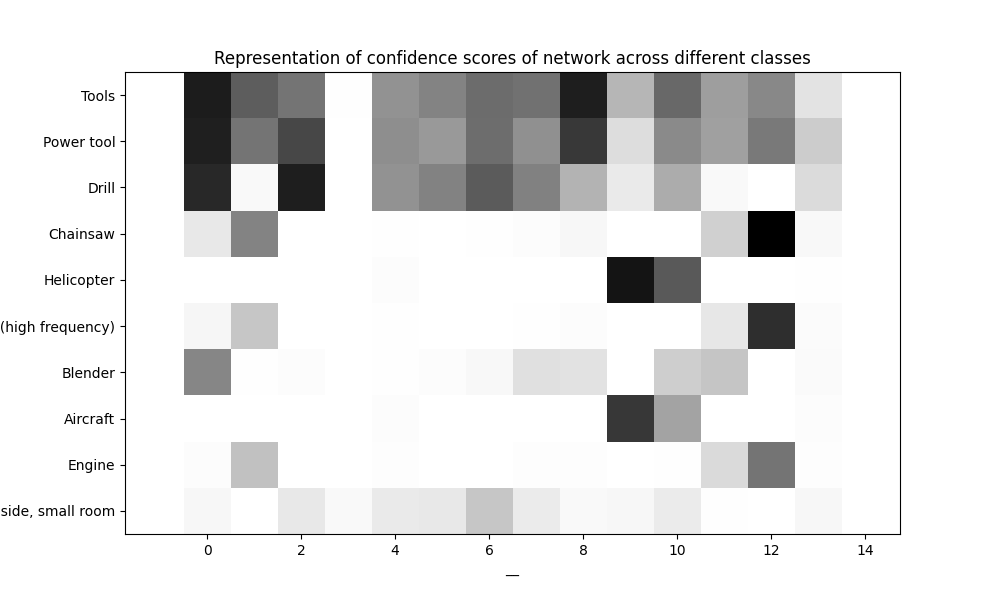 Representation of confidence scores of network across different classes
Tools
Power tool
Drill
Chainsaw
Helicopter
(high frequency)
Blender
Aircraft
Engine
side, small room
0 2 4 6 8 10 12 14
—